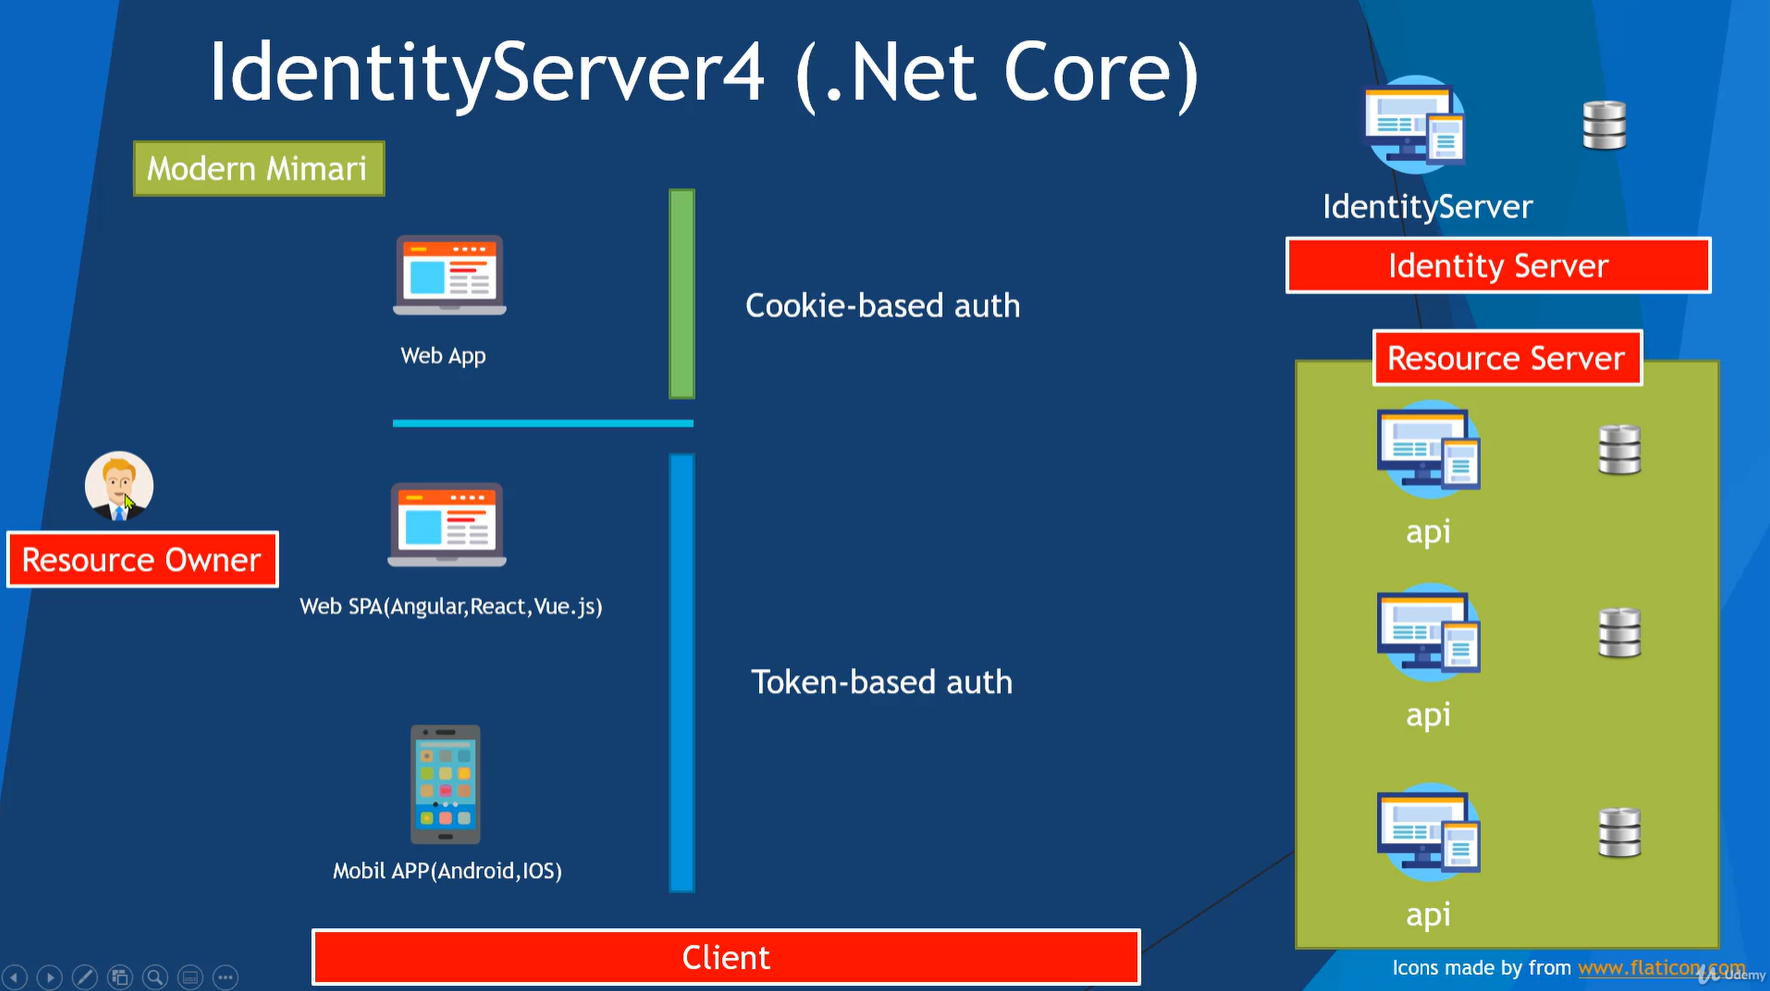 IdentityServer4 (.Net Core)
Modern Mimari
Web App
Cookie-based auth
IdentityServer
Identity Server
Resource Server
Resource Owner
Web SPA(Angular,React,Vue.js)
api
Token-based auth
api
Mobil APP(Android,IOS)
api
Client
Icons made by from www.flaticon.com
Udemy